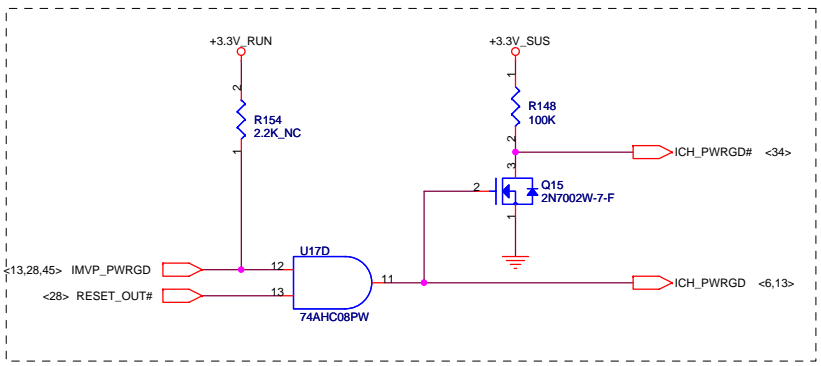 +3.3V_RUN
+3.3V_SUS
2
R154
2.2K_NC
1
1
R148
100K
2
ICH_PWRGD# <34>
3
Q15
2N7002W-7-F
2
1
U17D
<13,28,45> IMVP_PWRGD
12
11
ICH_PWRGD <6,13>
<28> RESET_OUT#
13
74AHC08PW